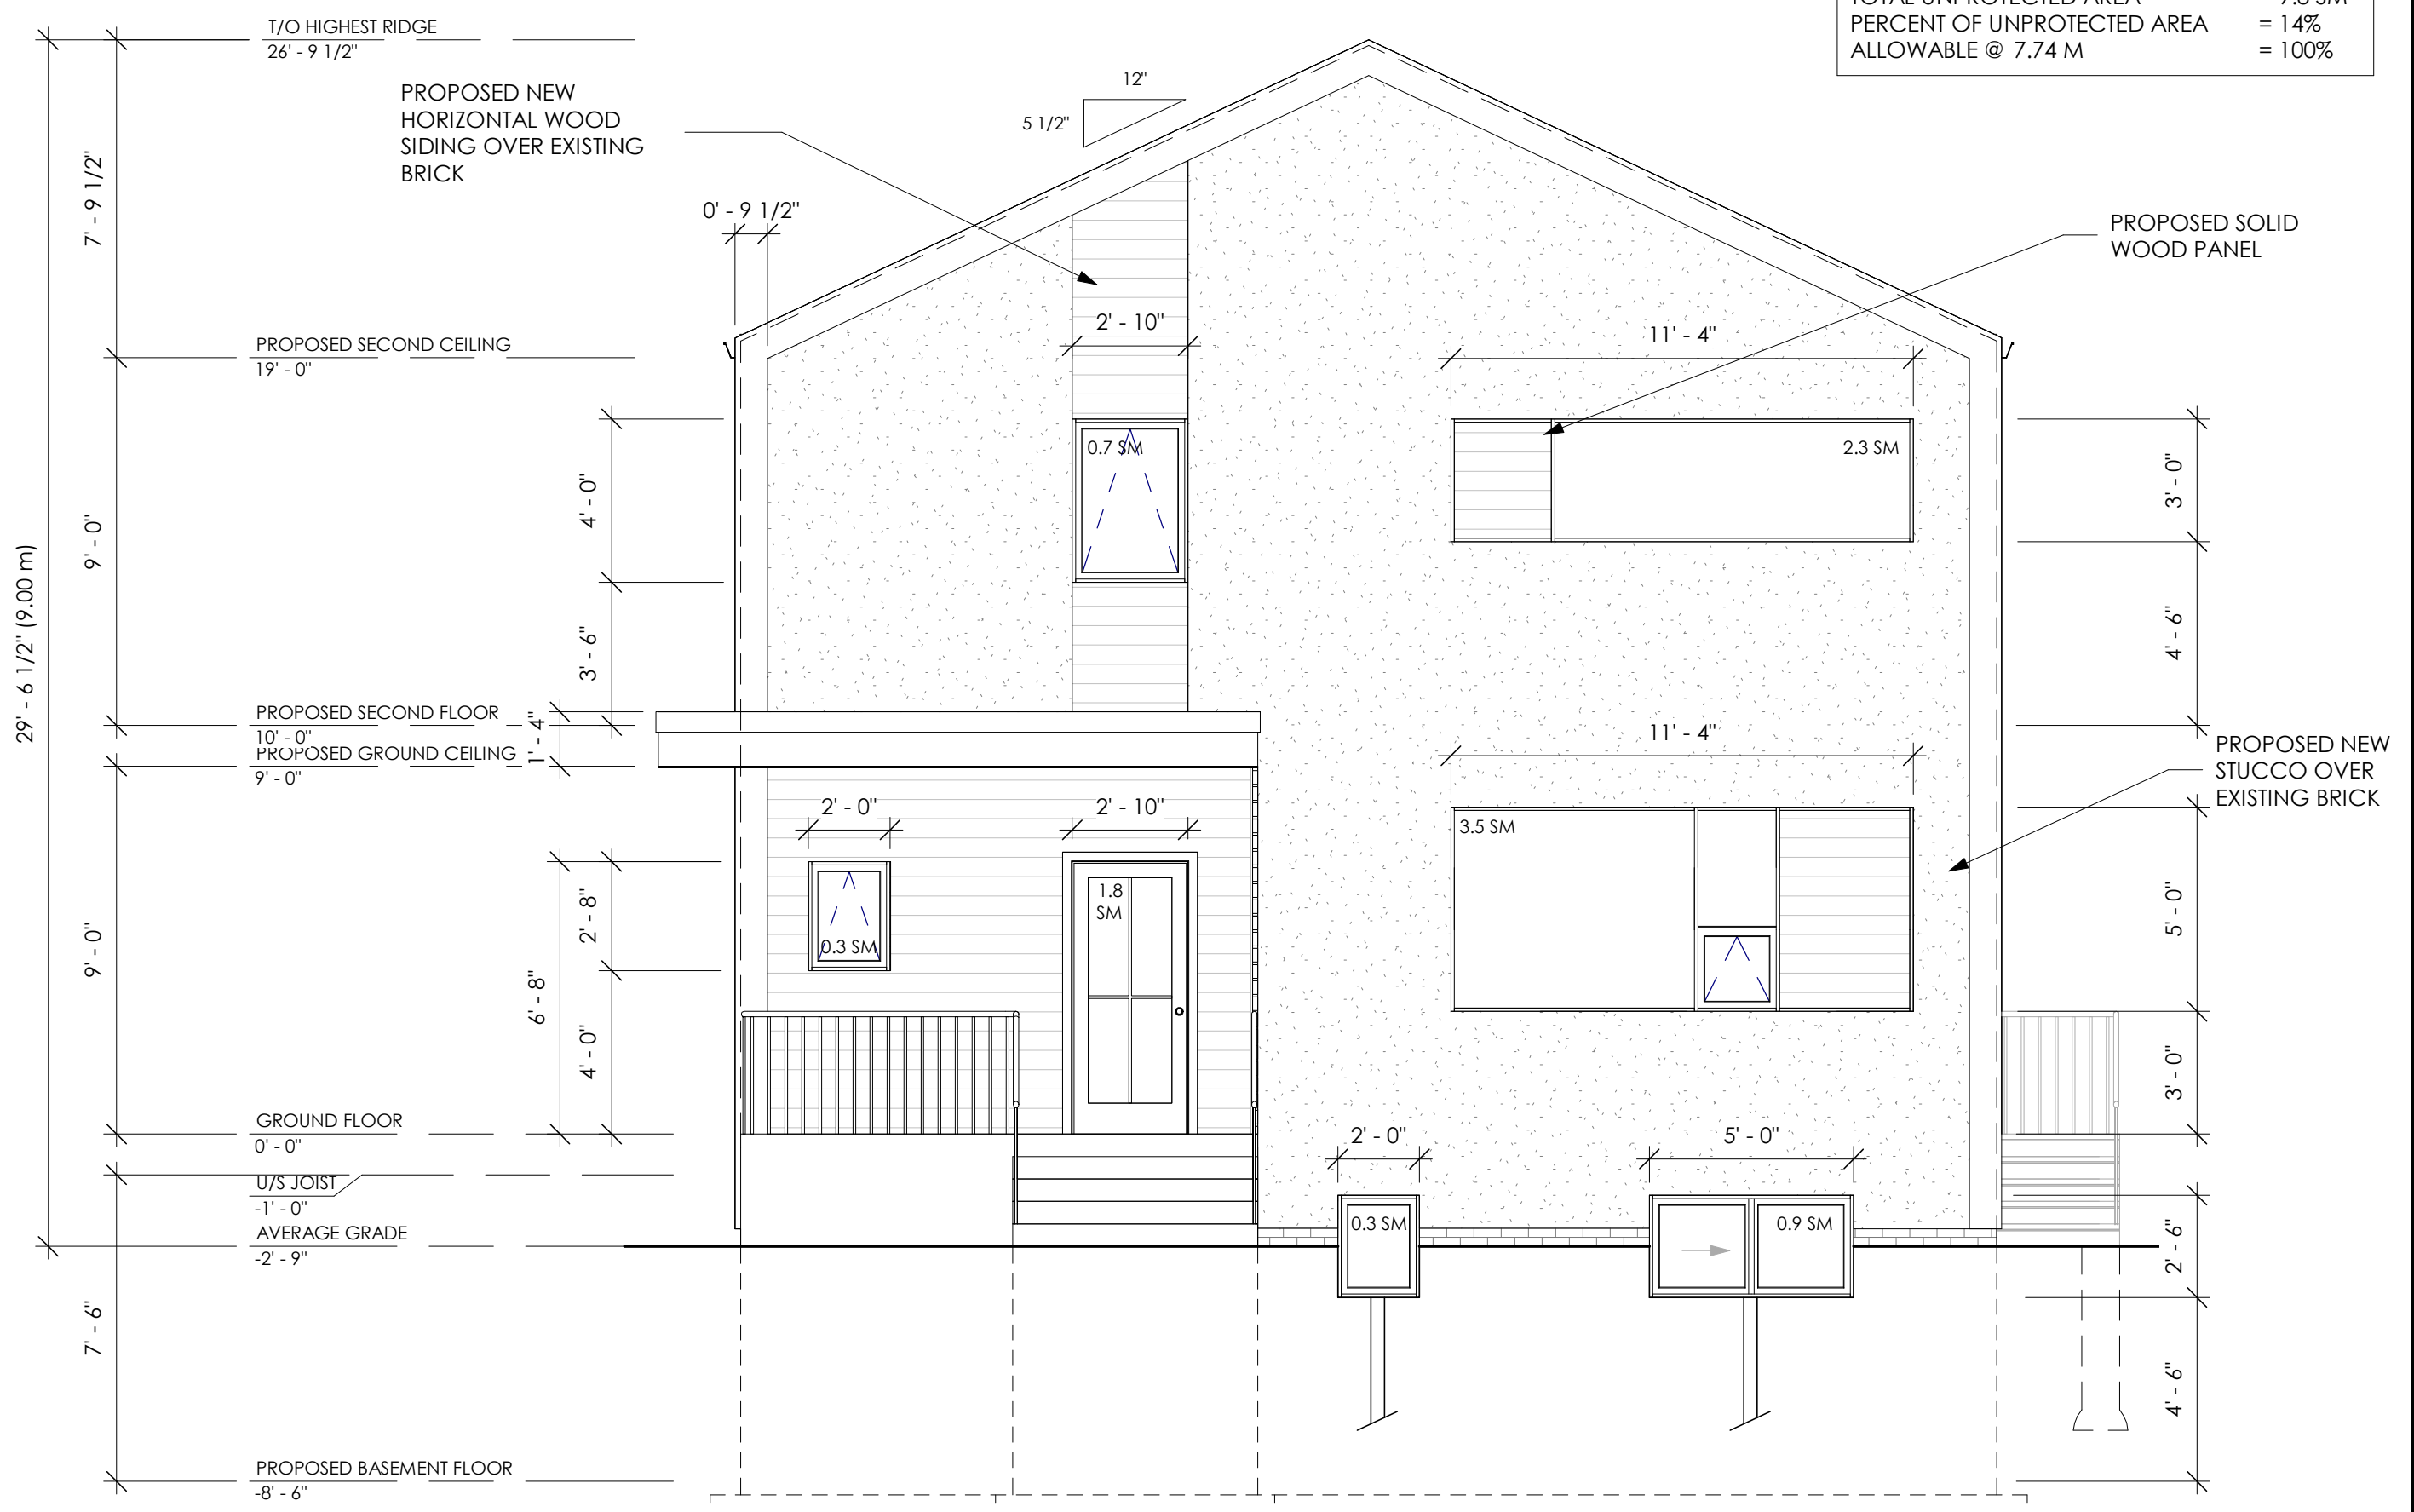 TOTAL UNPROTECTED AREA
PERCENT OF UNPROTECTED AREA = 14%
ALLOWABLE @ 7.74 M = 100%
T/O HIGHEST RIDGE
26' - 9 1/2"
PROPOSED NEW
HORIZONTAL WOOD
SIDING OVER EXISTING
BRICK
12"
5 1/2"
7' - 9 1/2"
0' - 9 1/2"
PROPOSED SOLID
WOOD PANEL
2' - 10"
11' - 4"
PROPOSED SECOND CEILING
19' - 0"
0.7 SM
2.3 SM
4' - 0"
3' - 0"
9' - 0"
29' - 6 1/2" (9.00 m)
3' - 6"
4' - 6"
PROPOSED SECOND FLOOR
10' - 0"
1' - 4"
PROPOSED GROUND CEILING
9' - 0"
11' - 4"
PROPOSED NEW
STUCCO OVER
EXISTING BRICK
2' - 0"
2' - 10"
3.5 SM
1.8
SM
0.3 SM
2' - 8"
5' - 0"
9' - 0"
6' - 8"
4' - 0"
3' - 0"
GROUND FLOOR
0' - 0"
2' - 0"
5' - 0"
U/S JOIST
-1' - 0"
AVERAGE GRADE
-2' - 9"
0.3 SM
0.9 SM
2' - 6"
7' - 6"
4' - 6"
PROPOSED BASEMENT FLOOR
-8' - 6"